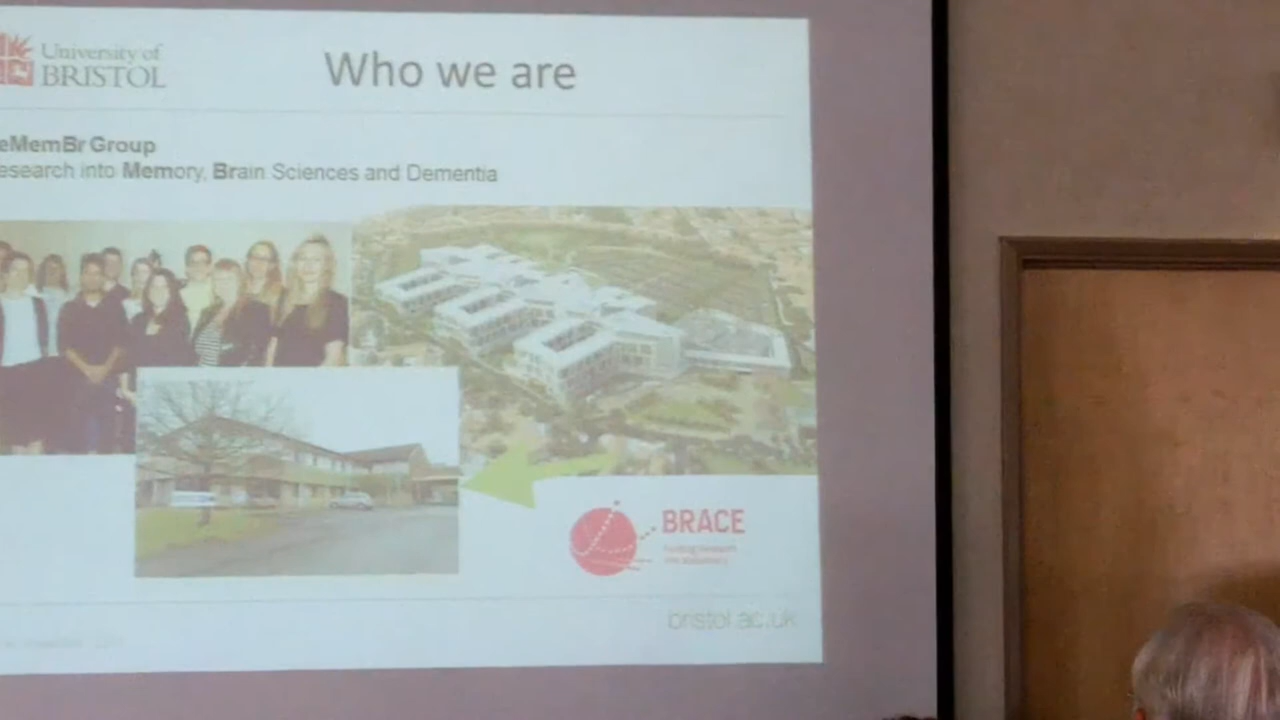 University of
BRISTOL
Who we are
eMemBr Group
esearch into Memory, Brain Sciences and Dementia
BRACE
bristol.ac.uk